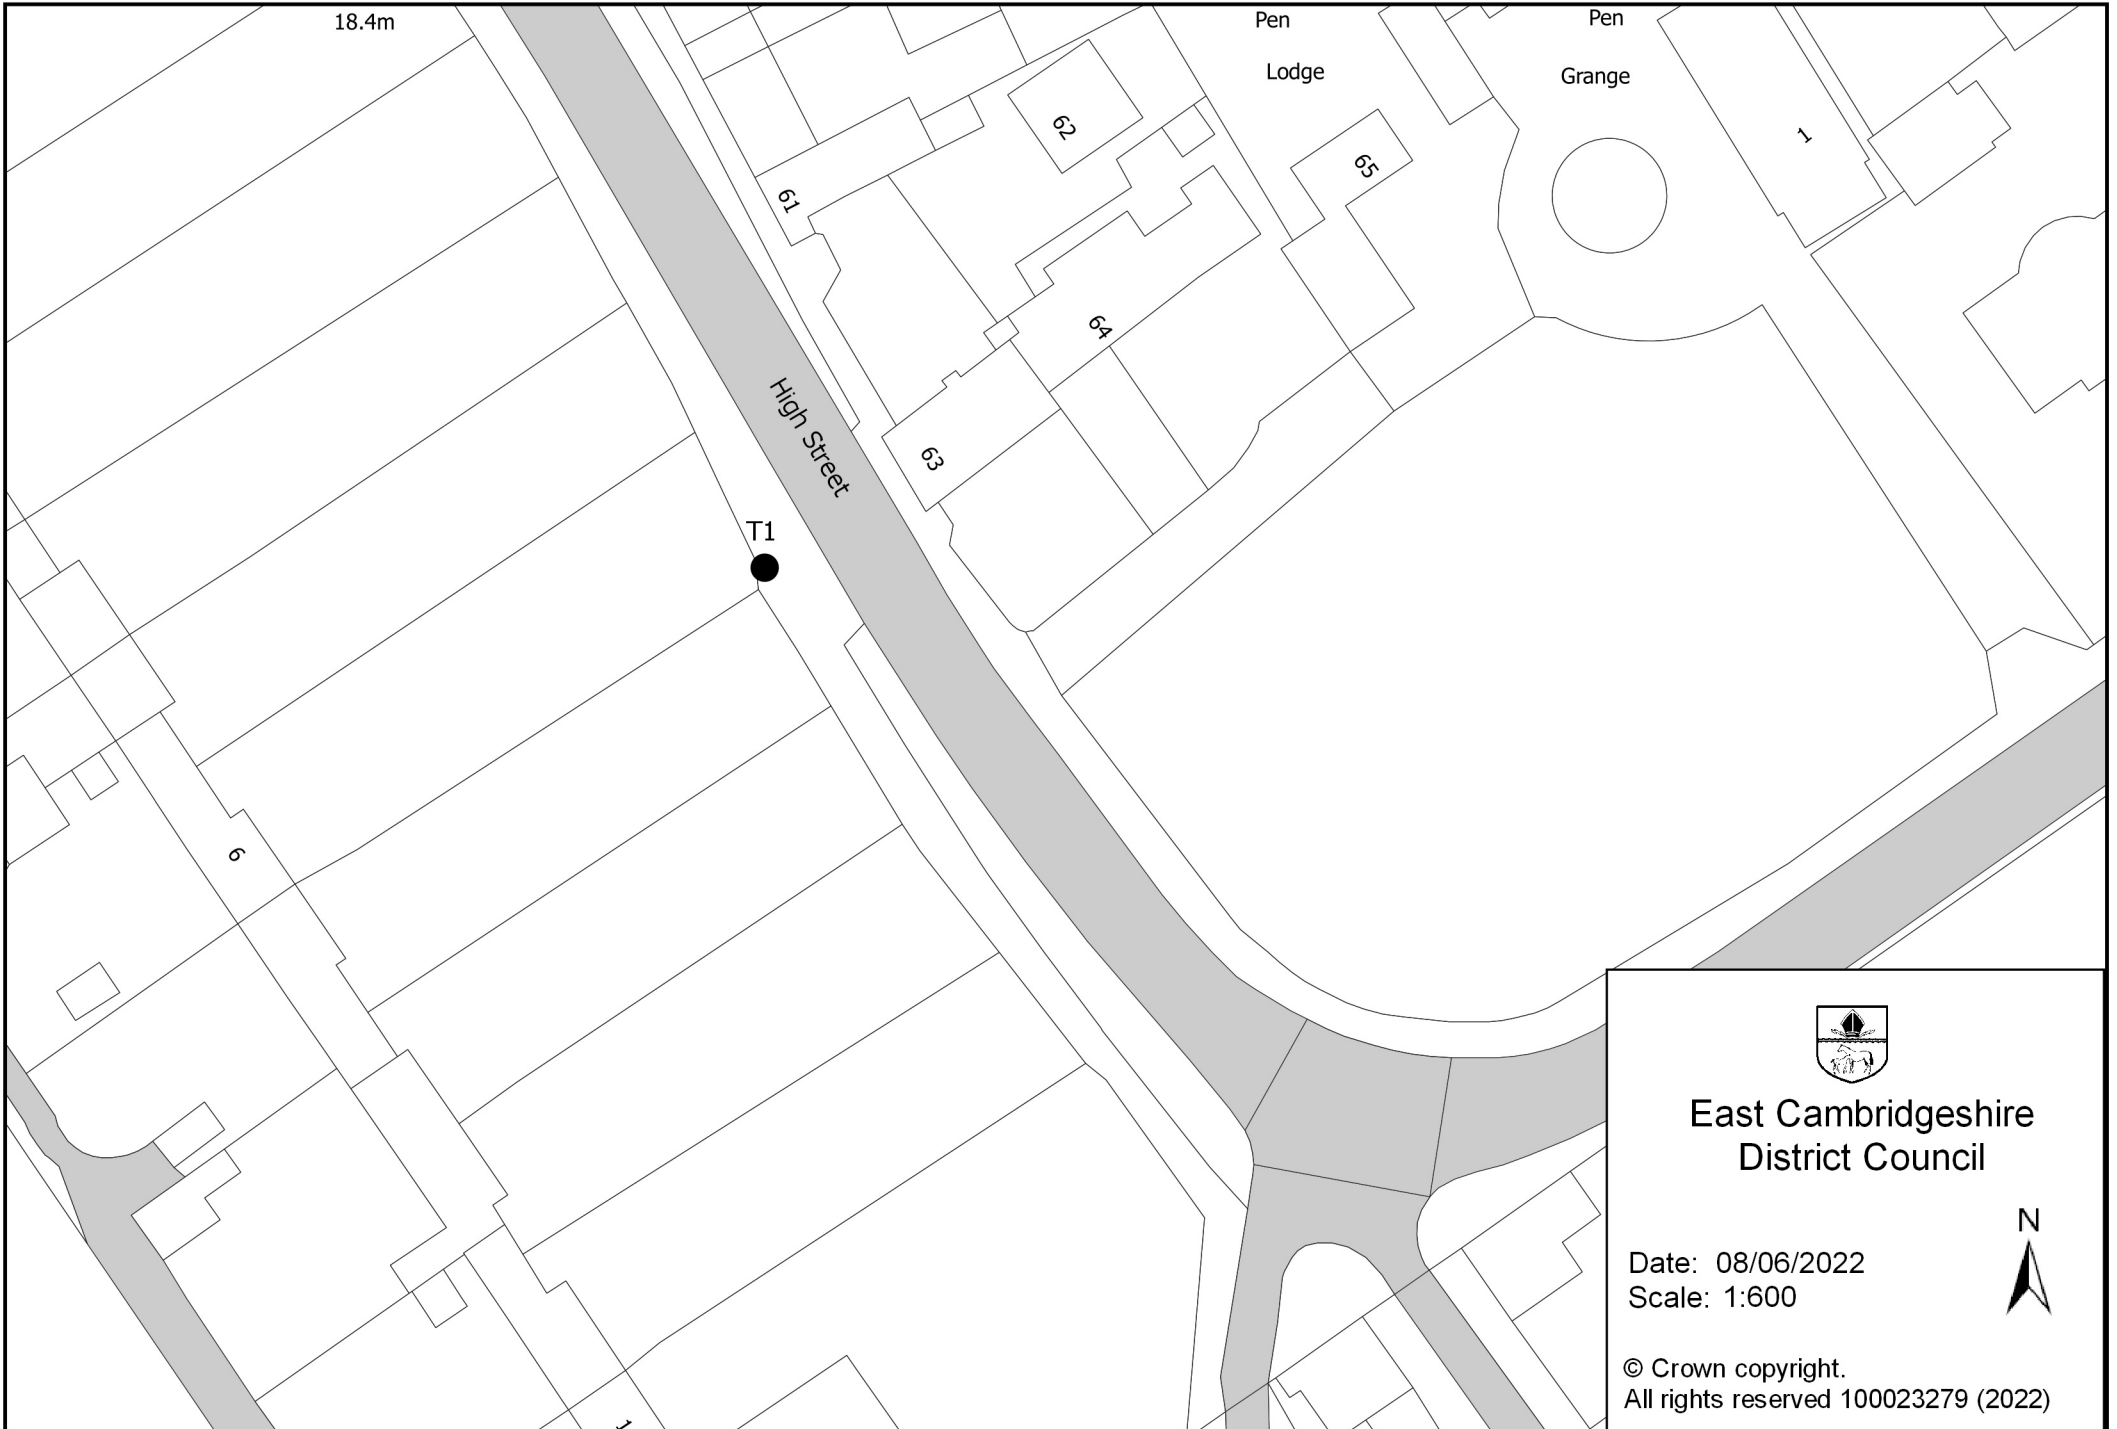 18.4m
Pen
Lodge
Pen
Grange
62
65
1
61
64
High Street
63
T1
6
1
East Cambridgeshire
District Council
N
Date: 08/06/2022
Scale: 1:600
© Crown copyright.
All rights reserved 100023279 (2022)